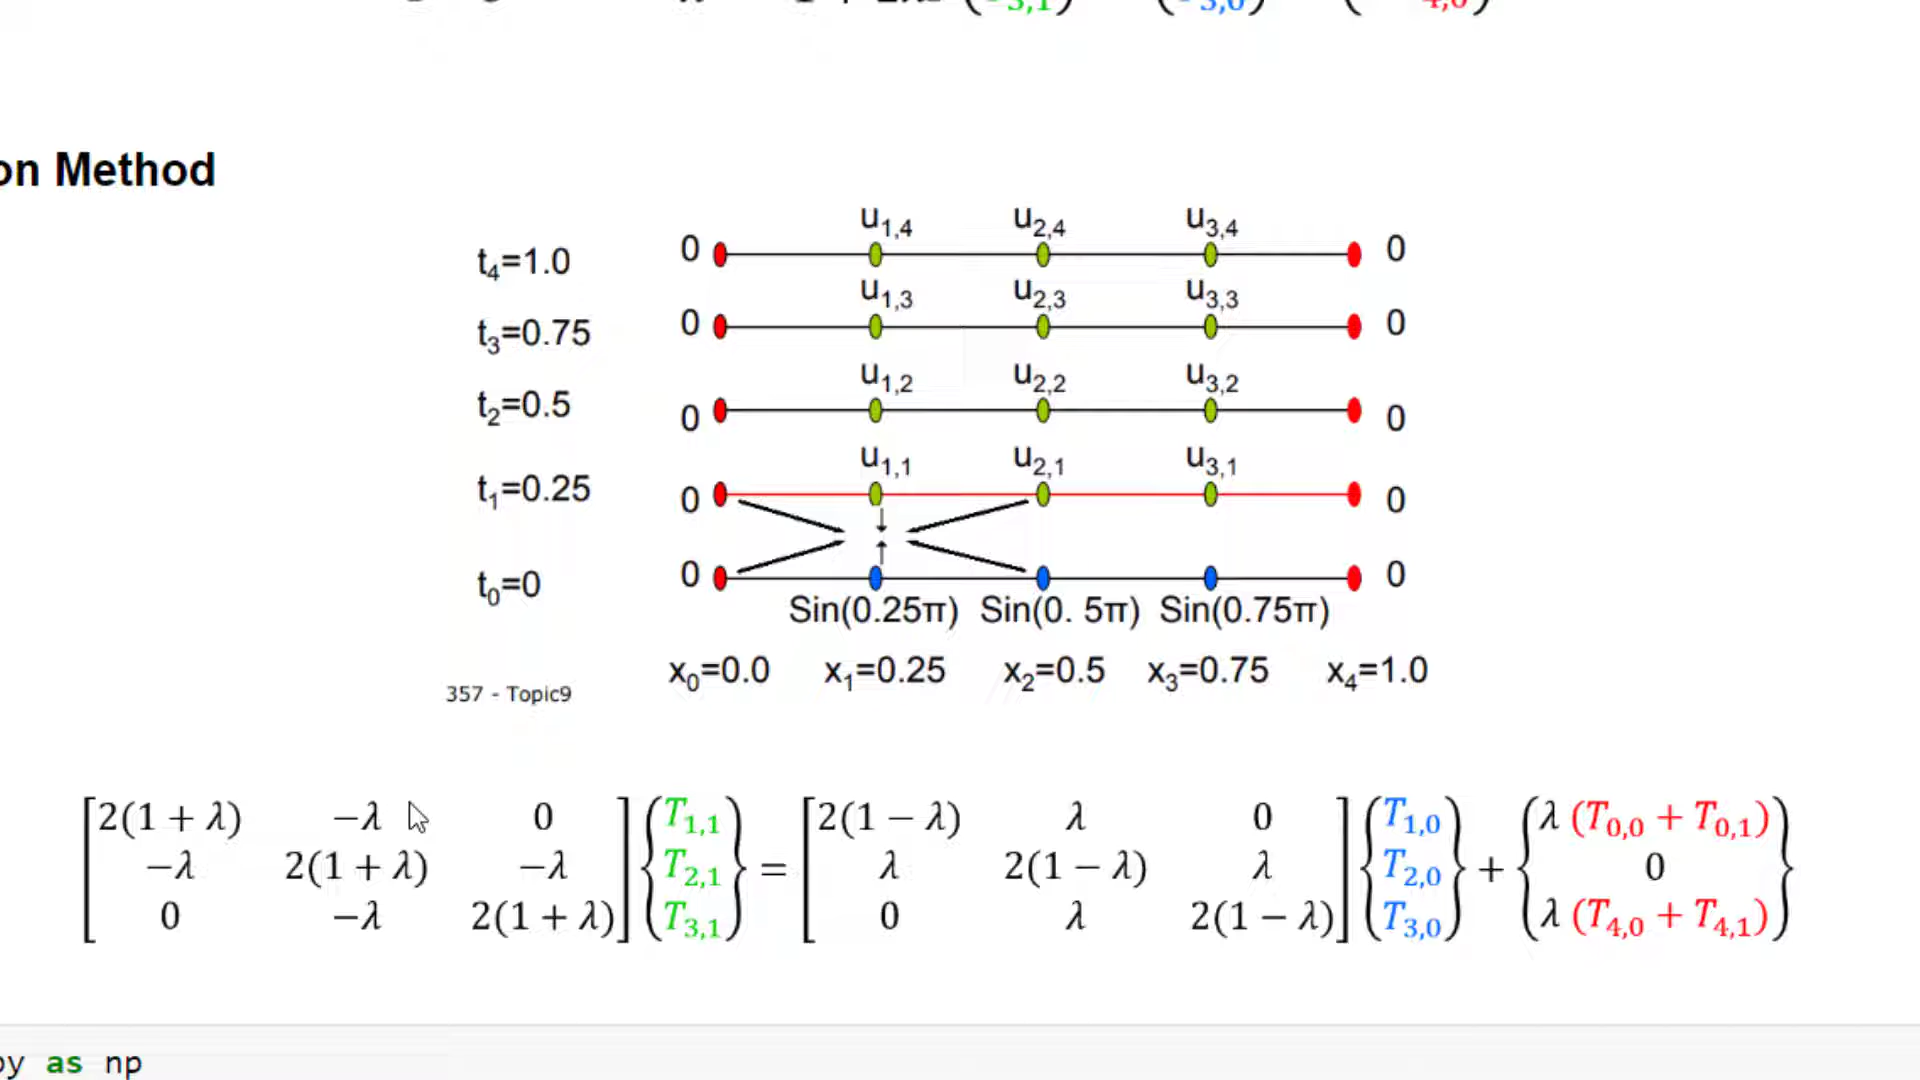 on Method
u1,4 u2,4 u3,4
t4=1.0 0 0
u1,3 u2,3 u3,3
t3=0.75 0 0
u1,2 u2,2 u3,2
t2=0.5 0 0
u1,1 u2,1 u3,1
t1=0.25 0 0
t0=0 0 0
Sin(0.25π) Sin(0. 5π) Sin(0.75π)
x0=0.0 x1=0.25 x2=0.5 x3=0.75 x4=1.0
357 - Topic9
[2(1 + λ) −λ 0] {T1,1} [2(1 − λ) λ 0] {T1,0} {λ (T0,0 + T0,1)}
[−λ 2(1 + λ) −λ] {T2,1} = [λ 2(1 − λ) λ] {T2,0} + {0}
[0 −λ 2(1 + λ)] {T3,1} [0 λ 2(1 − λ)] {T3,0} {λ (T4,0 + T4,1)}
as np